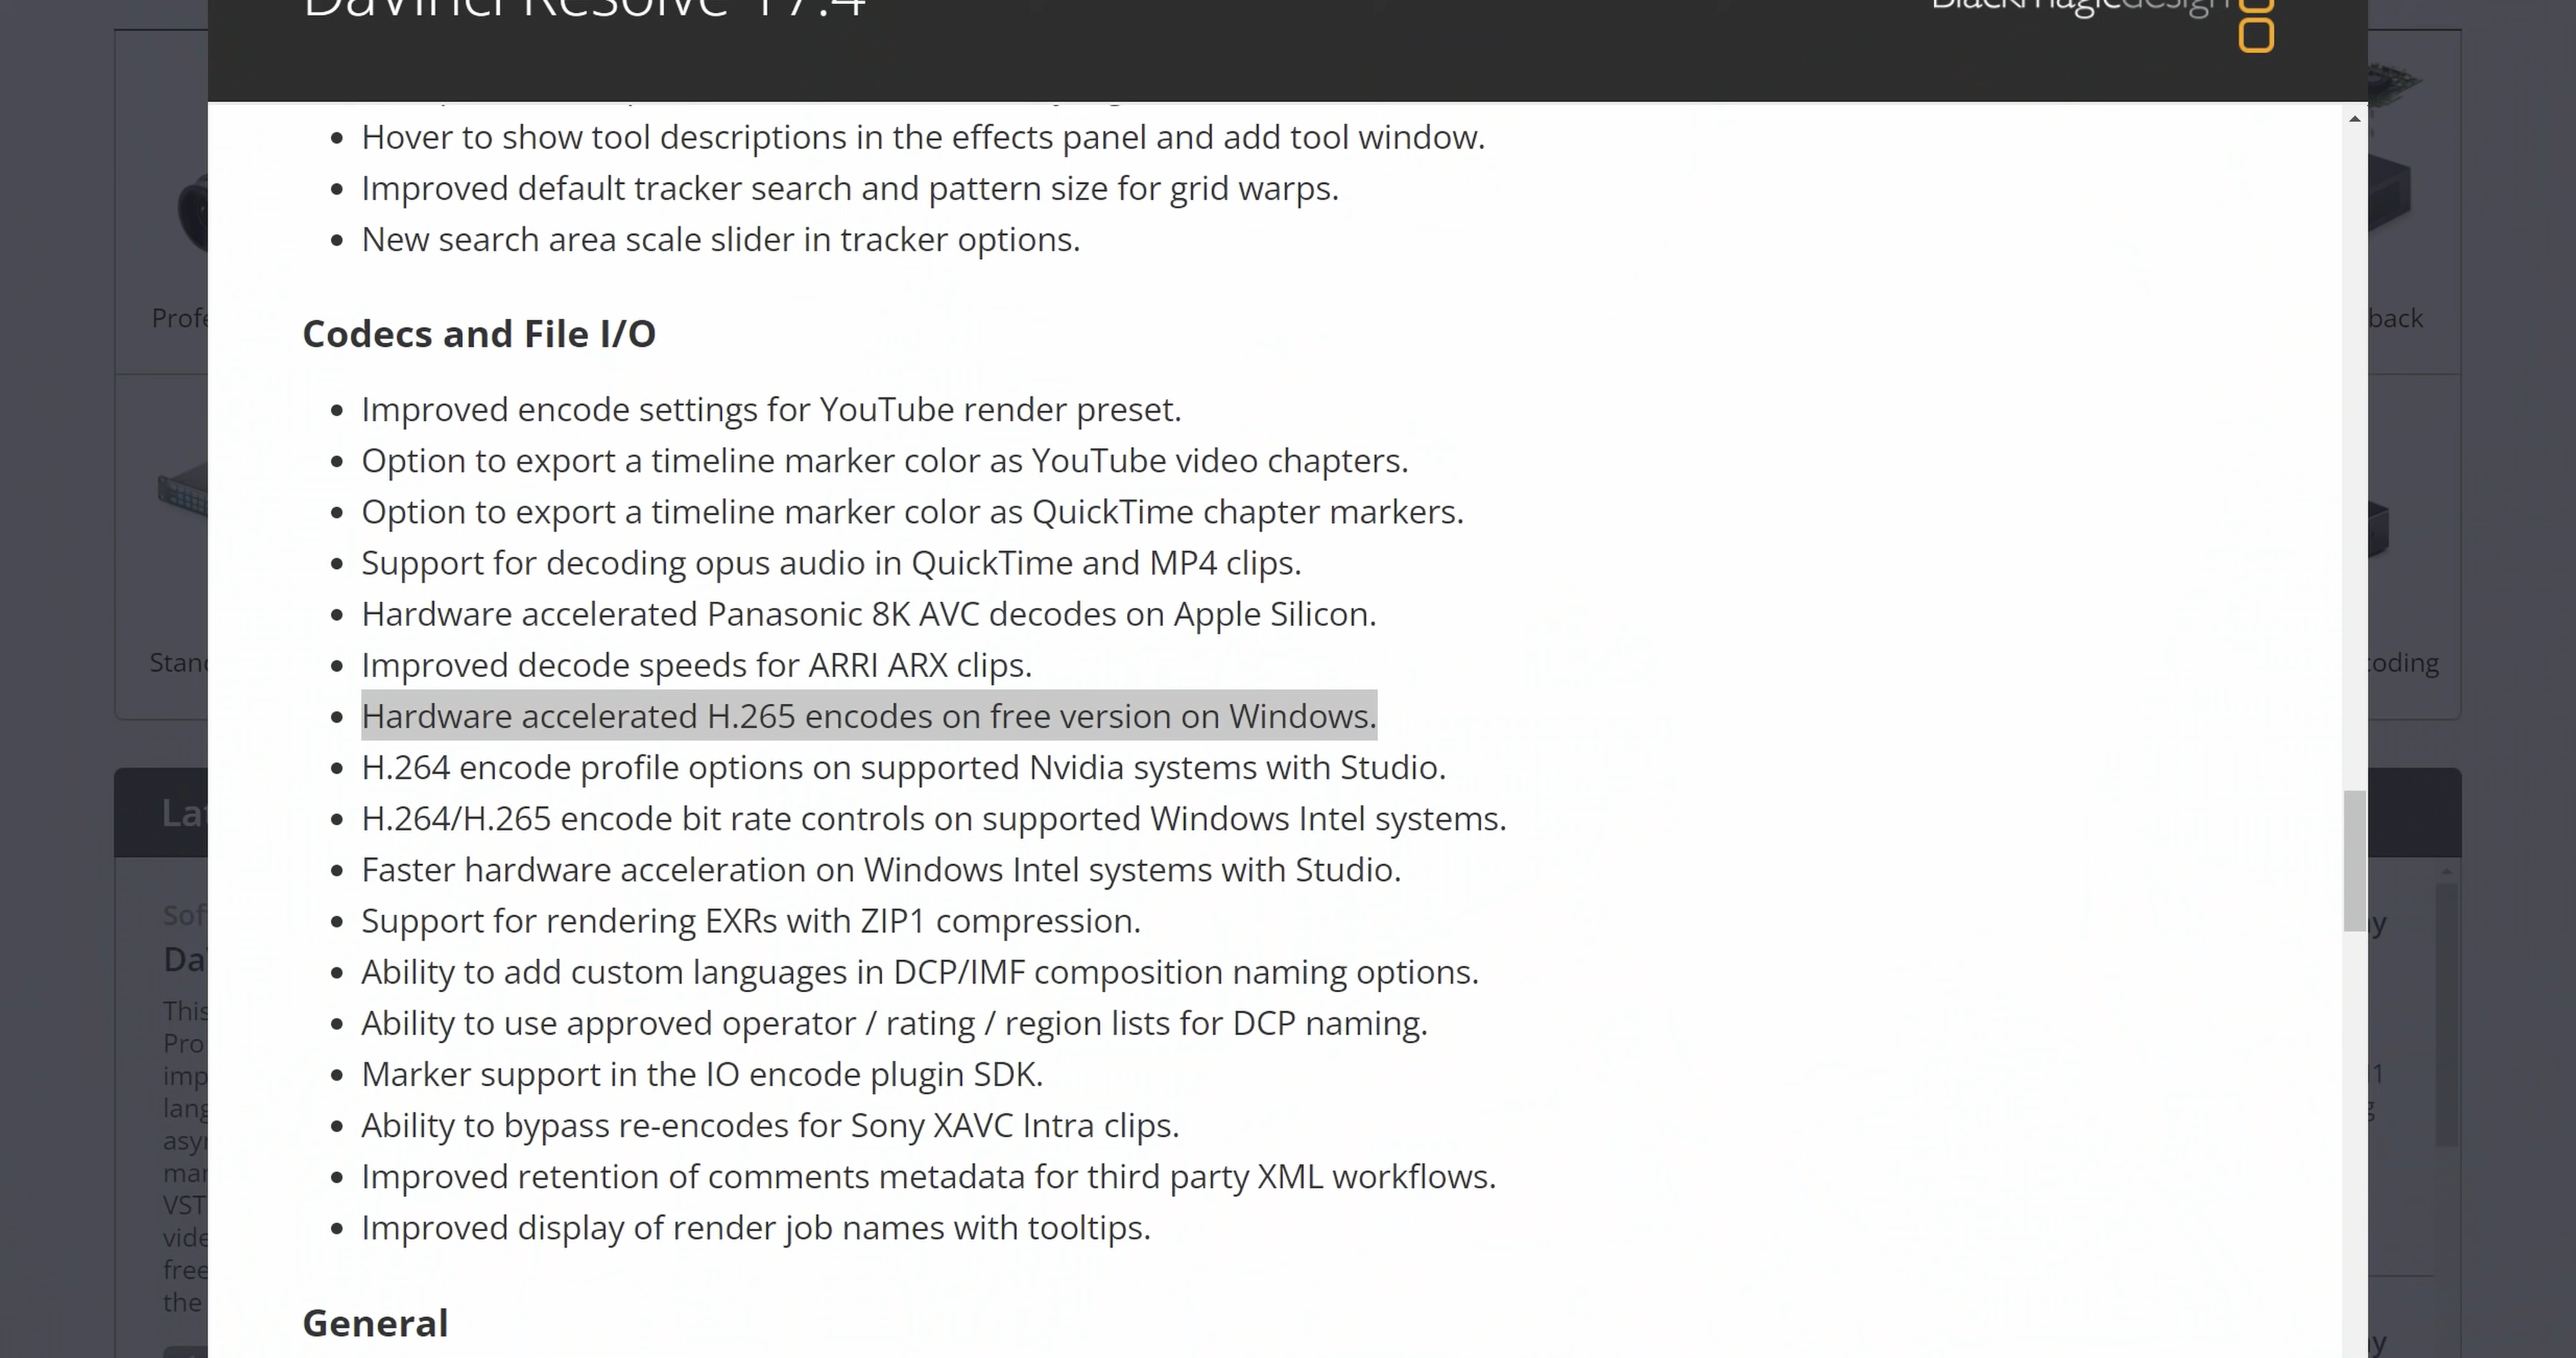 DaVinci Resolve 17.4
Blackmagicdesign
Hover to show tool descriptions in the effects panel and add tool window.
Improved default tracker search and pattern size for grid warps.
New search area scale slider in tracker options.
Codecs and File I/O
Improved encode settings for YouTube render preset.
Option to export a timeline marker color as YouTube video chapters.
Option to export a timeline marker color as QuickTime chapter markers.
Support for decoding opus audio in QuickTime and MP4 clips.
Hardware accelerated Panasonic 8K AVC decodes on Apple Silicon.
Improved decode speeds for ARRI ARX clips.
Hardware accelerated H.265 encodes on free version on Windows.
H.264 encode profile options on supported Nvidia systems with Studio.
H.264/H.265 encode bit rate controls on supported Windows Intel systems.
Faster hardware acceleration on Windows Intel systems with Studio.
Support for rendering EXRs with ZIP1 compression.
Ability to add custom languages in DCP/IMF composition naming options.
Ability to use approved operator / rating / region lists for DCP naming.
Marker support in the IO encode plugin SDK.
Ability to bypass re-encodes for Sony XAVC Intra clips.
Improved retention of comments metadata for third party XML workflows.
Improved display of render job names with tooltips.
General
This
VST
free
the
back